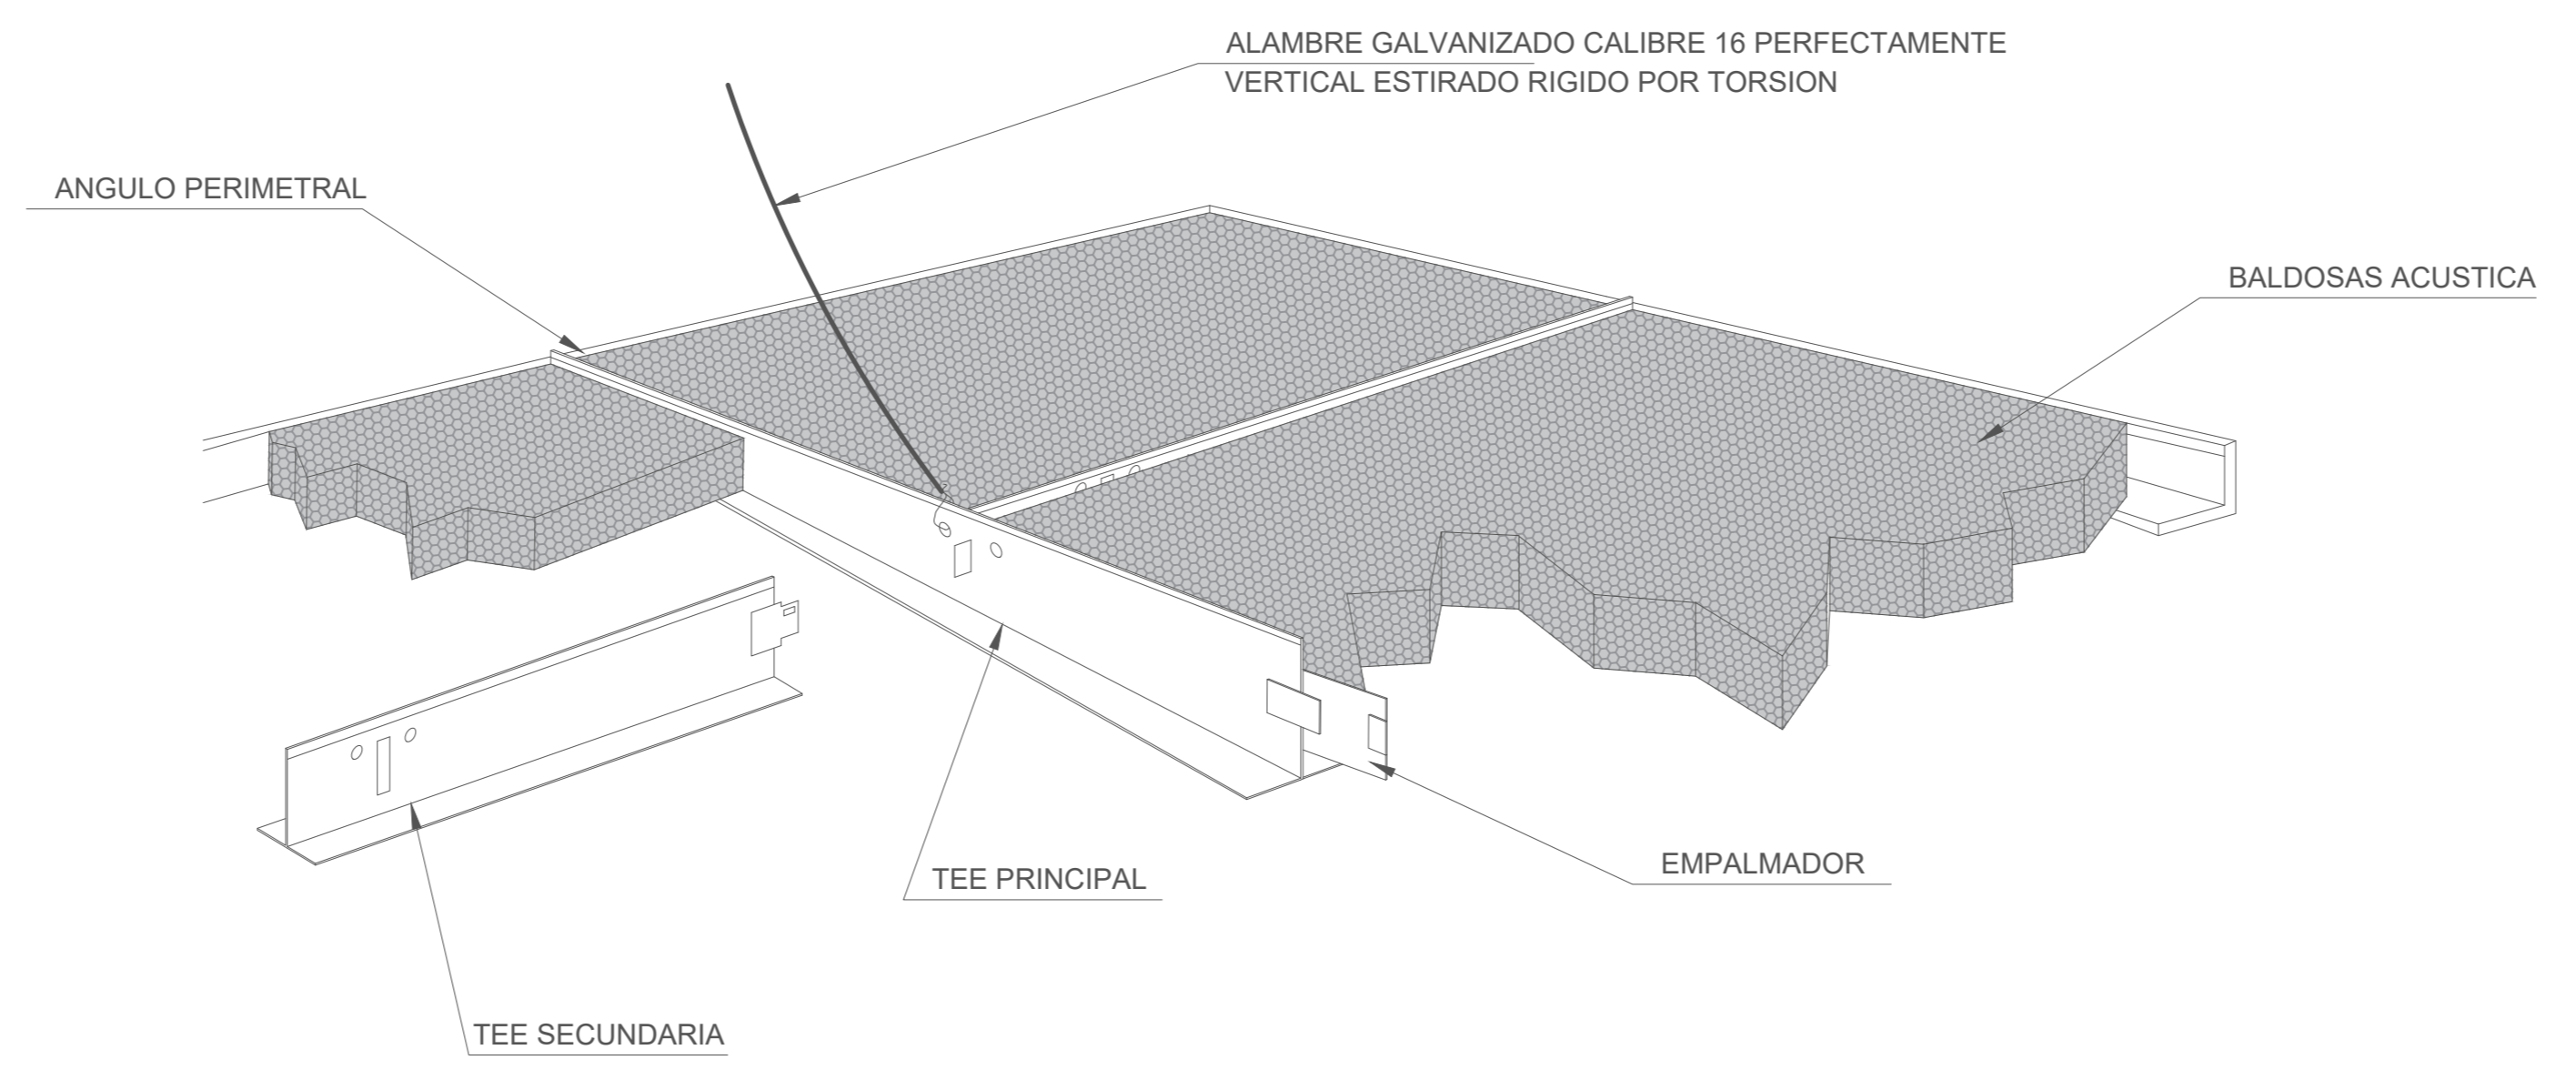 ALAMBRE GALVANIZADO CALIBRE 16 PERFECTAMENTE
VERTICAL ESTIRADO RIGIDO POR TORSION
ANGULO PERIMETRAL
BALDOSAS ACUSTICA
EMPALMADOR
TEE PRINCIPAL
TEE SECUNDARIA